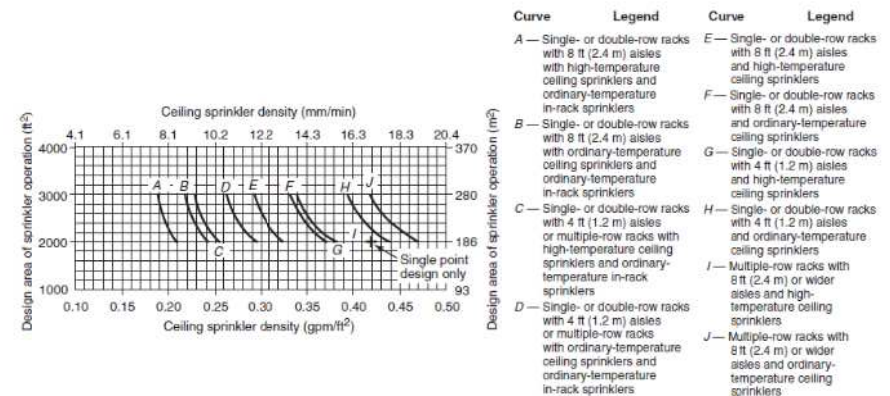 Ceiling sprinkler density (mm/min)
4.1 6.1 8.1 10.2 12.2 14.3 16.3 18.3 20.4
Design area of sprinkler operation (ft²)
4000
3000
2000
1000
A B D E F H J
C G I
Single point
design only
370
280
186
93
Design area of sprinkler operation (m²)
0.10 0.15 0.20 0.25 0.30 0.35 0.40 0.45 0.50
Ceiling sprinkler density (gpm/ft²)
Curve Legend
A — Single- or double-row racks
with 8 ft (2.4 m) aisles
with high-temperature
ceiling sprinklers and
ordinary-temperature
in-rack sprinklers
B — Single- or double-row racks
with 8 ft (2.4 m) aisles
with ordinary-temperature
ceiling sprinklers and
ordinary-temperature
in-rack sprinklers
C — Single- or double-row racks
with 4 ft (1.2 m) aisles
or multiple-row racks with
high-temperature ceiling
sprinklers and ordinary-
temperature in-rack
sprinklers
D — Single- or double-row racks
with 4 ft (1.2 m) aisles
or multiple-row racks
with ordinary-temperature
ceiling sprinklers and
ordinary-temperature
in-rack sprinklers
Curve Legend
E — Single- or double-row racks
with 8 ft (2.4 m) aisles
and high-temperature
ceiling sprinklers
F — Single- or double-row racks
with 8 ft (2.4 m) aisles
and ordinary-temperature
ceiling sprinklers
G — Single- or double-row racks
with 4 ft (1.2 m) aisles
and high-temperature
ceiling sprinklers
H — Single- or double-row racks
with 4 ft (1.2 m) aisles
and ordinary-temperature
ceiling sprinklers
I — Multiple-row racks with
8 ft (2.4 m) or wider
aisles and high-
temperature ceiling
sprinklers
J — Multiple-row racks with
8 ft (2.4 m) or wider
aisles and ordinary-
temperature ceiling
sprinklers